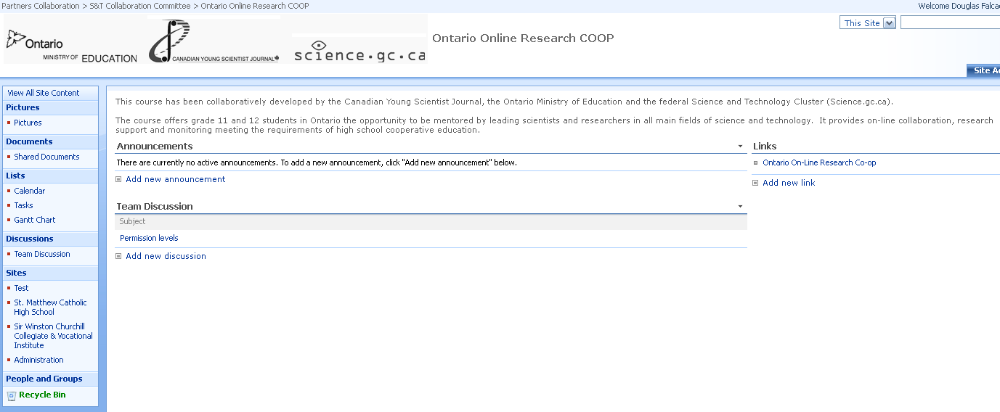 Partners Collaboration > S&T Collaboration Committee > Ontario Online Research COOP
Welcome Douglas
This Site
Ontario
MINISTRY OF EDUCATION
CANADIAN YOUNG SCIENTIST JOURNAL
science.gc.ca
Ontario Online Research COOP
Site
View All Site Content
Pictures
Pictures
Documents
Shared Documents
Lists
Calendar
Tasks
Gantt Chart
Discussions
Team Discussion
Sites
Test
St. Matthew Catholic
High School
Sir Winston Churchill
Collegiate & Vocational
Institute
Administration
People and Groups
Recycle Bin
This course has been collaboratively developed by the Canadian Young Scientist Journal, the Ontario Ministry of Education and the federal Science and Technology Cluster (Science.gc.ca).
The course offers grade 11 and 12 students in Ontario the opportunity to be mentored by leading scientists and researchers in all main fields of science and technology. It provides on-line collaboration, research
support and monitoring meeting the requirements of high school cooperative education.
Announcements
There are currently no active announcements. To add a new announcement, click "Add new announcement" below.
Add new announcement
Team Discussion
Subject
Permission levels
Add new discussion
Links
Ontario On-Line Research Co-op
Add new link